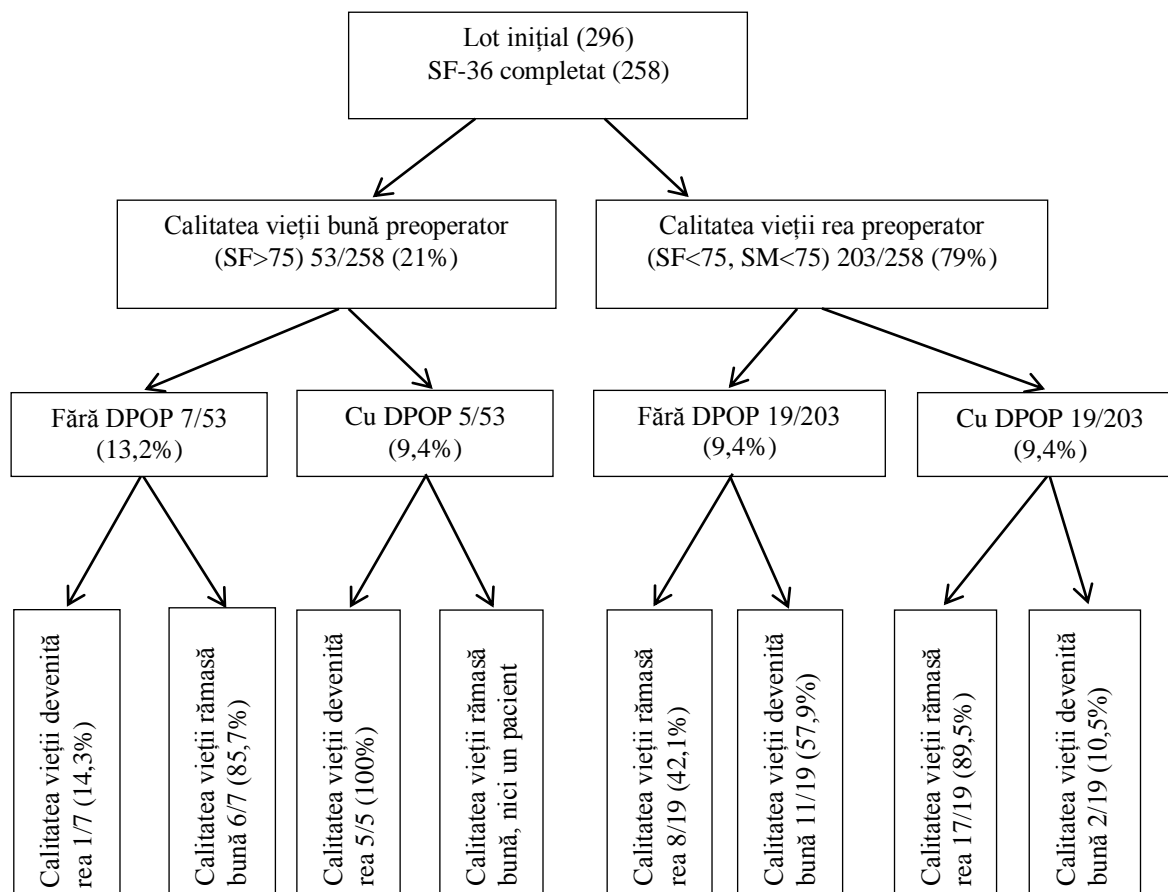 Lot inițial (296)
SF-36 completat (258)
Calitatea vieții bună preoperator
(SF>75) 53/258 (21%)
Calitatea vieții rea preoperator
(SF<75, SM<75) 203/258 (79%)
Fără DPOP 7/53
(13,2%)
Cu DPOP 5/53
(9,4%)
Fără DPOP 19/203
(9,4%)
Cu DPOP 19/203
(9,4%)
Calitatea vieții devenită
rea 1/7 (14,3%)
Calitatea vieții rămasă
bună 6/7 (85,7%)
Calitatea vieții devenită
rea 5/5 (100%)
Calitatea vieții rămasă
bună, nici un pacient
Calitatea vieții rămasă
rea 8/19 (42,1%)
Calitatea vieții devenită
bună 11/19 (57,9%)
Calitatea vieții rămasă
rea 17/19 (89,5%)
Calitatea vieții devenită
bună 2/19 (10,5%)